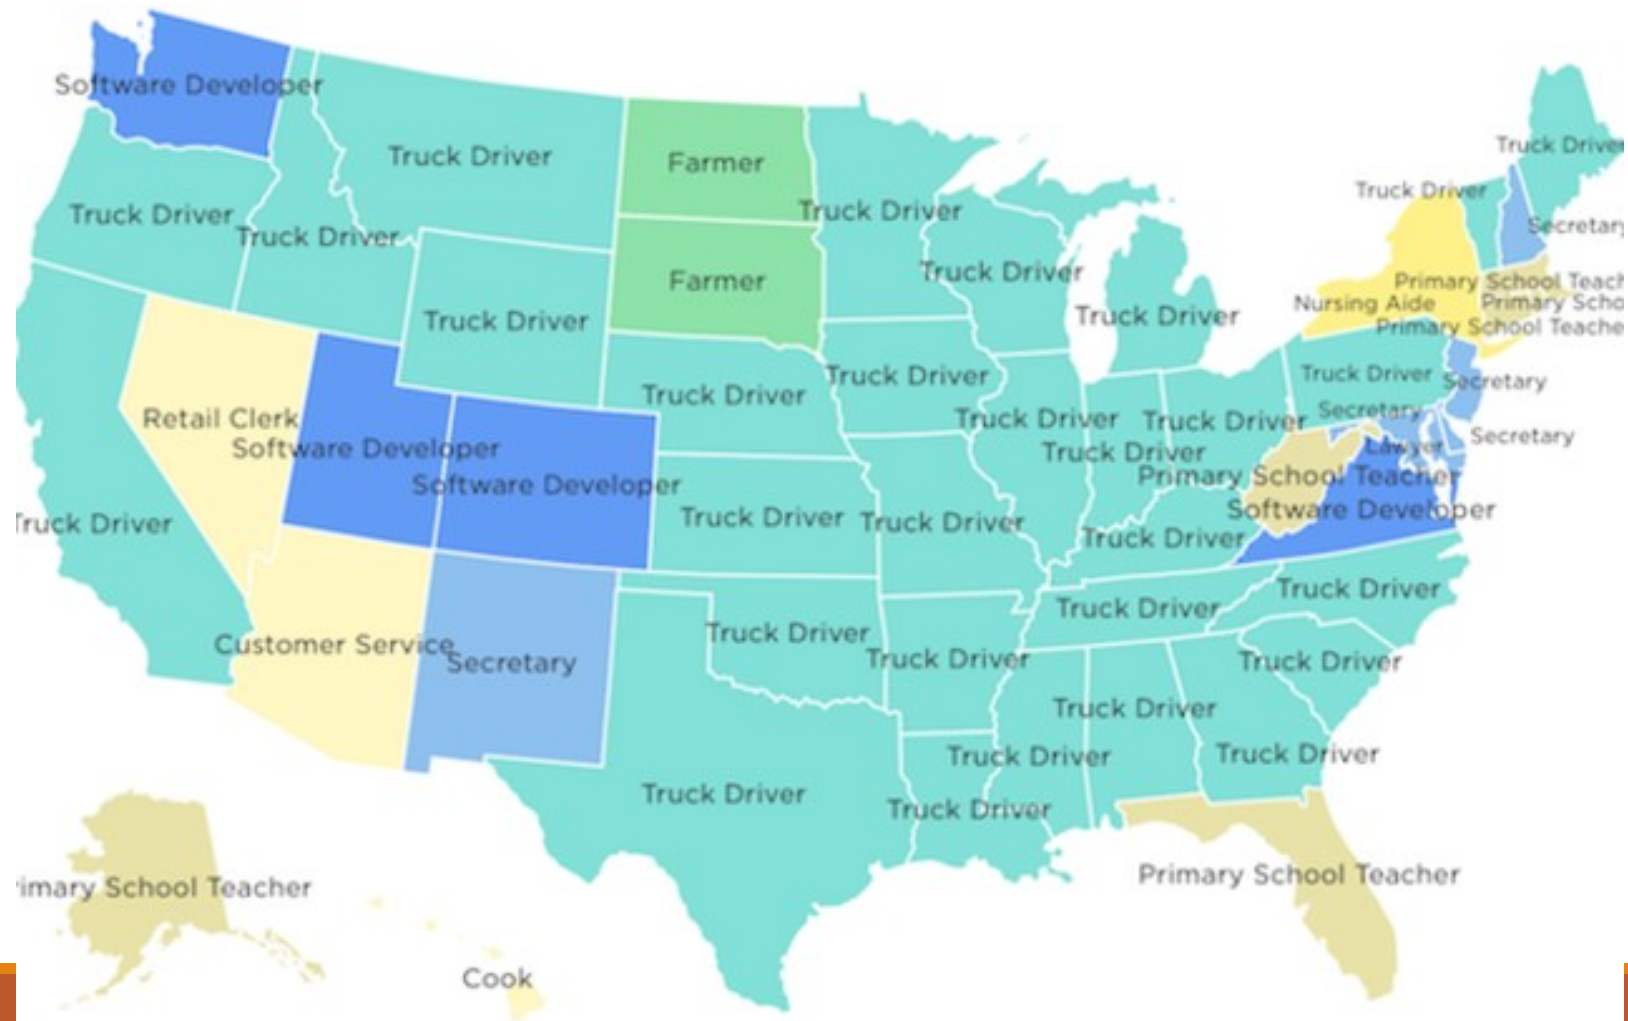 Software Developer
Truck Driver
Truck Driver
Farmer
Truck Driver
Truck Driver
Truck Driver
Truck Driver
Truck Driver
Secretary
Truck Driver
Farmer
Primary School Teach
Nursing Aide
Primary Scho
Primary School Teache
Truck Driver
Truck Driver
Truck Driver
Truck Driver
Truck Driver
Truck Driver
Secretary
Retail Clerk
Truck Driver
Truck Driver
Secretary
Secretary
Software Developer
Truck Driver
Lawyer
Software Developer
Primary School Teacher
Truck Driver
Truck Driver
Truck Driver
Software Developer
Truck Driver
Truck Driver
Truck Driver
Customer Service
Secretary
Truck Driver
Truck Driver
Truck Driver
Truck Driver
Truck Driver
Truck Driver
Truck Driver
Truck Driver
imary School Teacher
Primary School Teacher
Cook